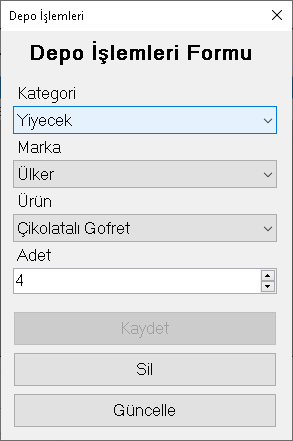 Depo İşlemleri
Depo İşlemleri Formu
Kategori
Yiyecek
Marka
Ülker
Ürün
Çikolatalı Gofret
Adet
4
Kaydet
Sil
Güncelle